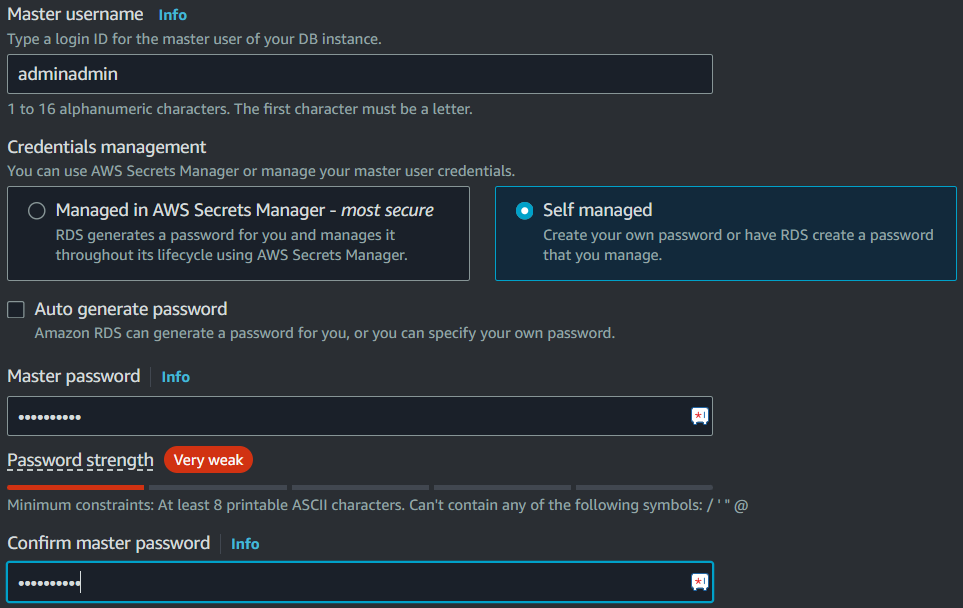 Master username Info
Type a login ID for the master user of your DB instance.
adminadmin
1 to 16 alphanumeric characters. The first character must be a letter.
Credentials management
You can use AWS Secrets Manager or manage your master user credentials.
Managed in AWS Secrets Manager - most secure
RDS generates a password for you and manages it
throughout its lifecycle using AWS Secrets Manager.
Self managed
Create your own password or have RDS create a password
that you manage.
Auto generate password
Amazon RDS can generate a password for you, or you can specify your own password.
Master password Info
••••••••••
Password strength Very weak
Minimum constraints: At least 8 printable ASCII characters. Can't contain any of the following symbols: / ' " @
Confirm master password Info
••••••••••